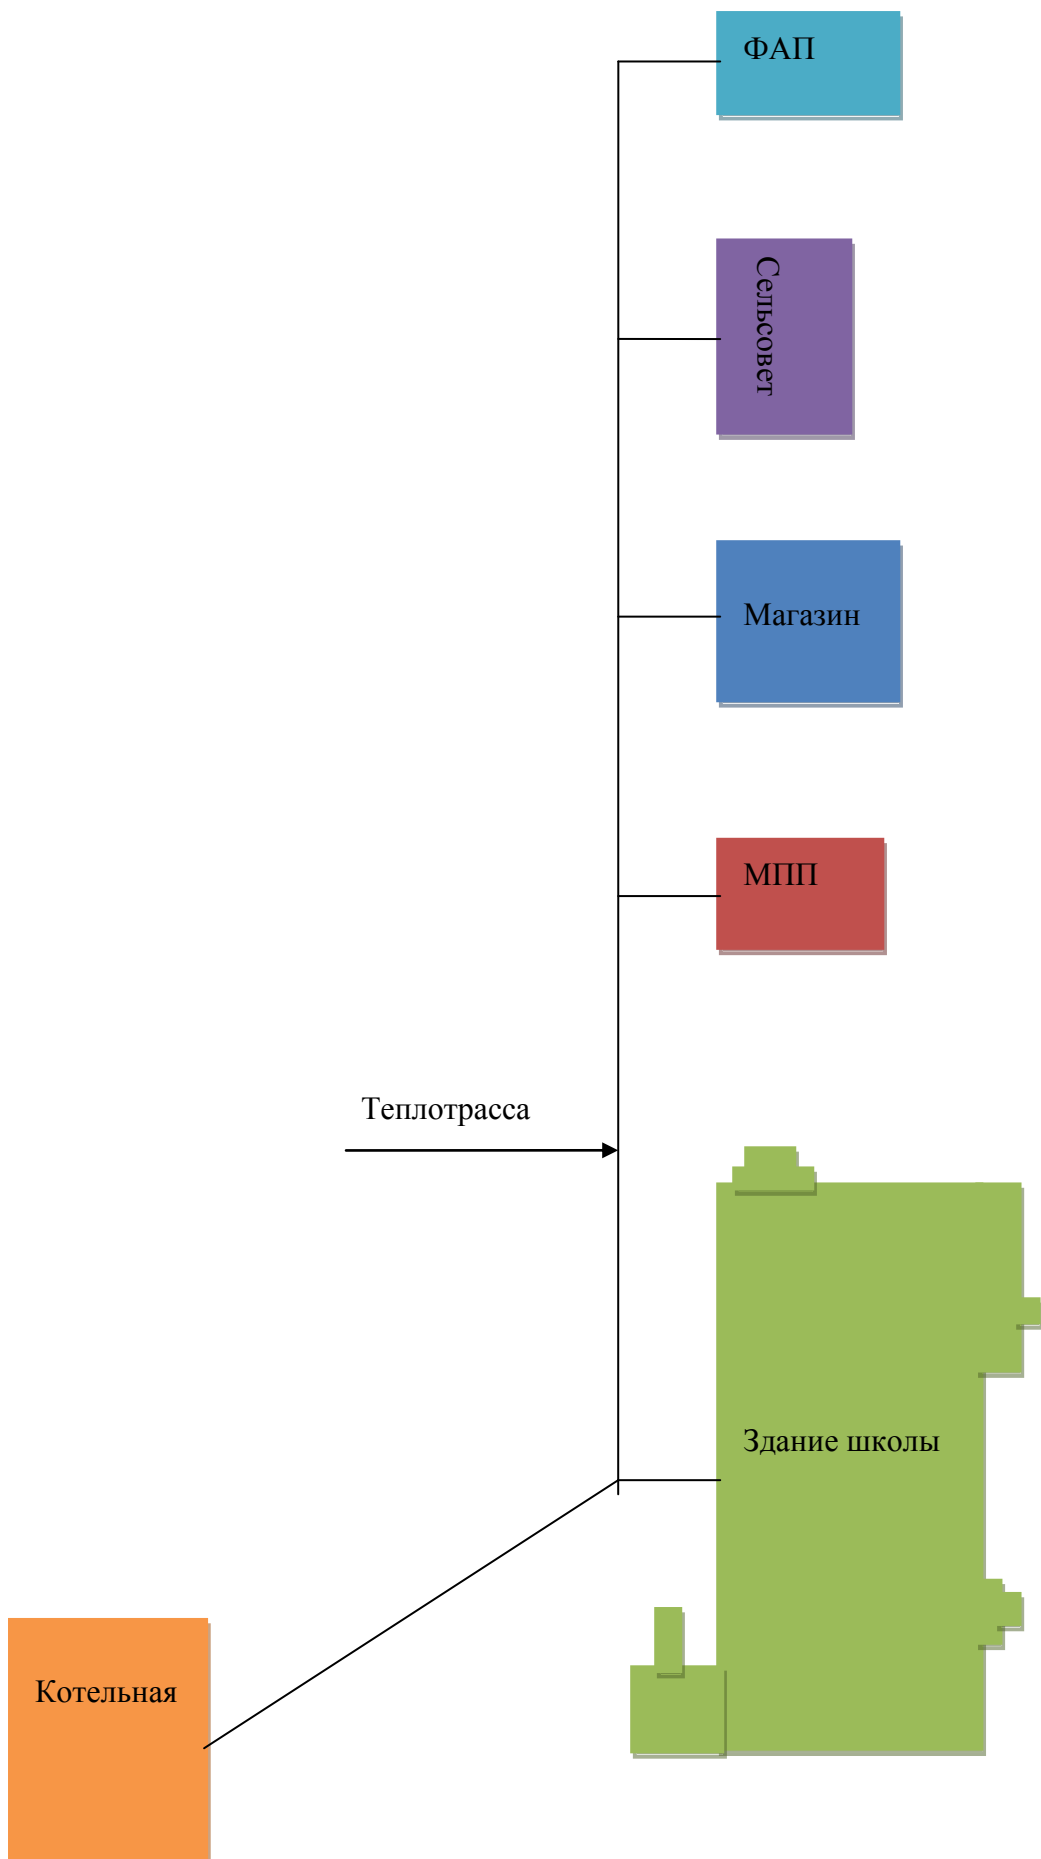 ФАП
Сельсовет
Магазин
МПП
Теплотрасса
Здание школы
Котельная